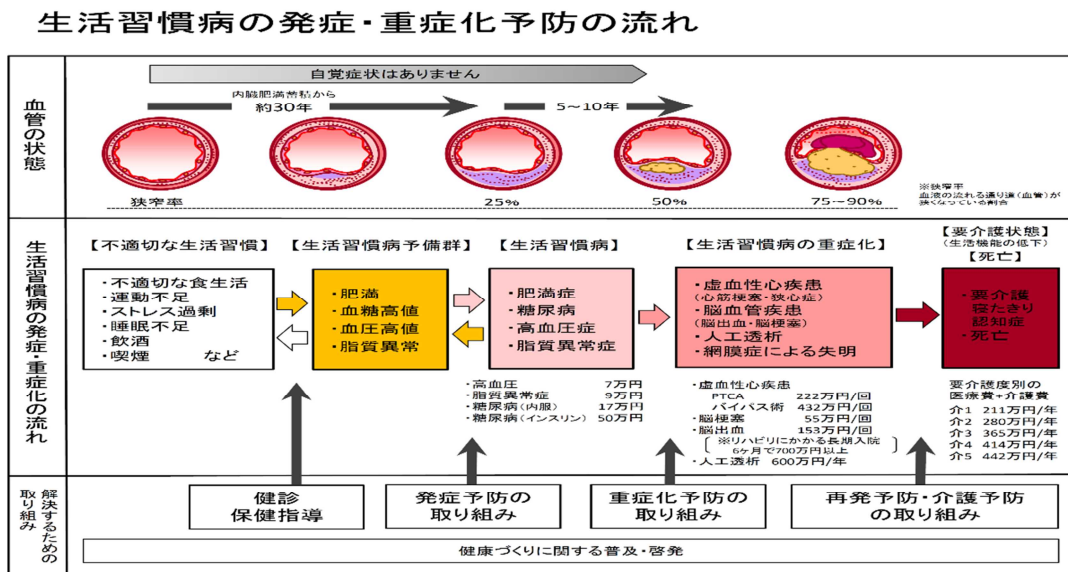 生活習慣病の発症・重症化予防の流れ
血管の状態
自覚症状はありません
内臓肥満蓄積から
約30年
5～10年
狭窄率
25%
50%
75～90%
※狭窄率
血液の流れる通り道(血管)が
狭くなっている割合
生活習慣病の発症・重症化の流れ
【不適切な生活習慣】
・不適切な食生活
・運動不足
・ストレス過剰
・睡眠不足
・飲酒
・喫煙 など
【生活習慣病予備群】
・肥満
・血糖高値
・血圧高値
・脂質異常
【生活習慣病】
・肥満症
・糖尿病
・高血圧症
・脂質異常症
・高血圧 7万円
・脂質異常症 9万円
・糖尿病(内服) 17万円
・糖尿病(インスリン) 50万円
【生活習慣病の重症化】
・虚血性心疾患
(心筋梗塞・狭心症)
・脳血管疾患
(脳出血・脳梗塞)
・人工透析
・網膜症による失明
・虚血性心疾患
PTCA 222万円/回
バイパス術 432万円/回
・脳梗塞 55万円/回
・脳出血 153万円/回
※リハビリにかかる長期入院
6ヶ月で700万円以上
・人工透析 600万円/年
【要介護状態】
(生活機能の低下)
【死亡】
・要介護
寝たきり
認知症
・死亡
要介護度別の
医療費+介護費
介1 211万円/年
介2 280万円/年
介3 365万円/年
介4 414万円/年
介5 442万円/年
解決するための
取り組み
健診
保健指導
発症予防の
取り組み
重症化予防の
取り組み
再発予防・介護予防
の取り組み
健康づくりに関する普及・啓発